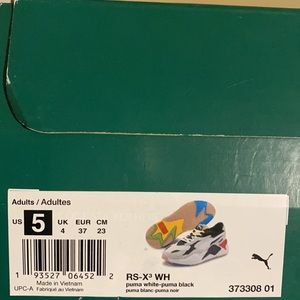 Adults / Adultes
US 5 UK 4 EUR 37 CM 23
1 93527 06452 2
UPC-A
Made in Vietnam
Fabriqué au Vietnam
RS-X³ WH
puma white-puma black
puma blanc-puma noir
373308 01